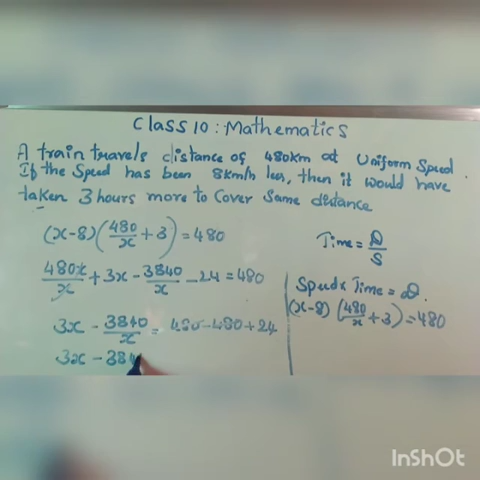 Class 10 : Mathematics
A train travels distance of 480km at Uniform Speed.
If the Speed has been 8km/h less, then it would have
taken 3 hours more to Cover Same distance
(x-8)(480/x + 3) = 480
480x/x + 3x - 3840/x - 24 = 480
3x - 3840/x = 480-480+24
3x - 384
Time = D/S
Speed x Time = D.
(x-8) (480/x + 3) = 480
InShOt